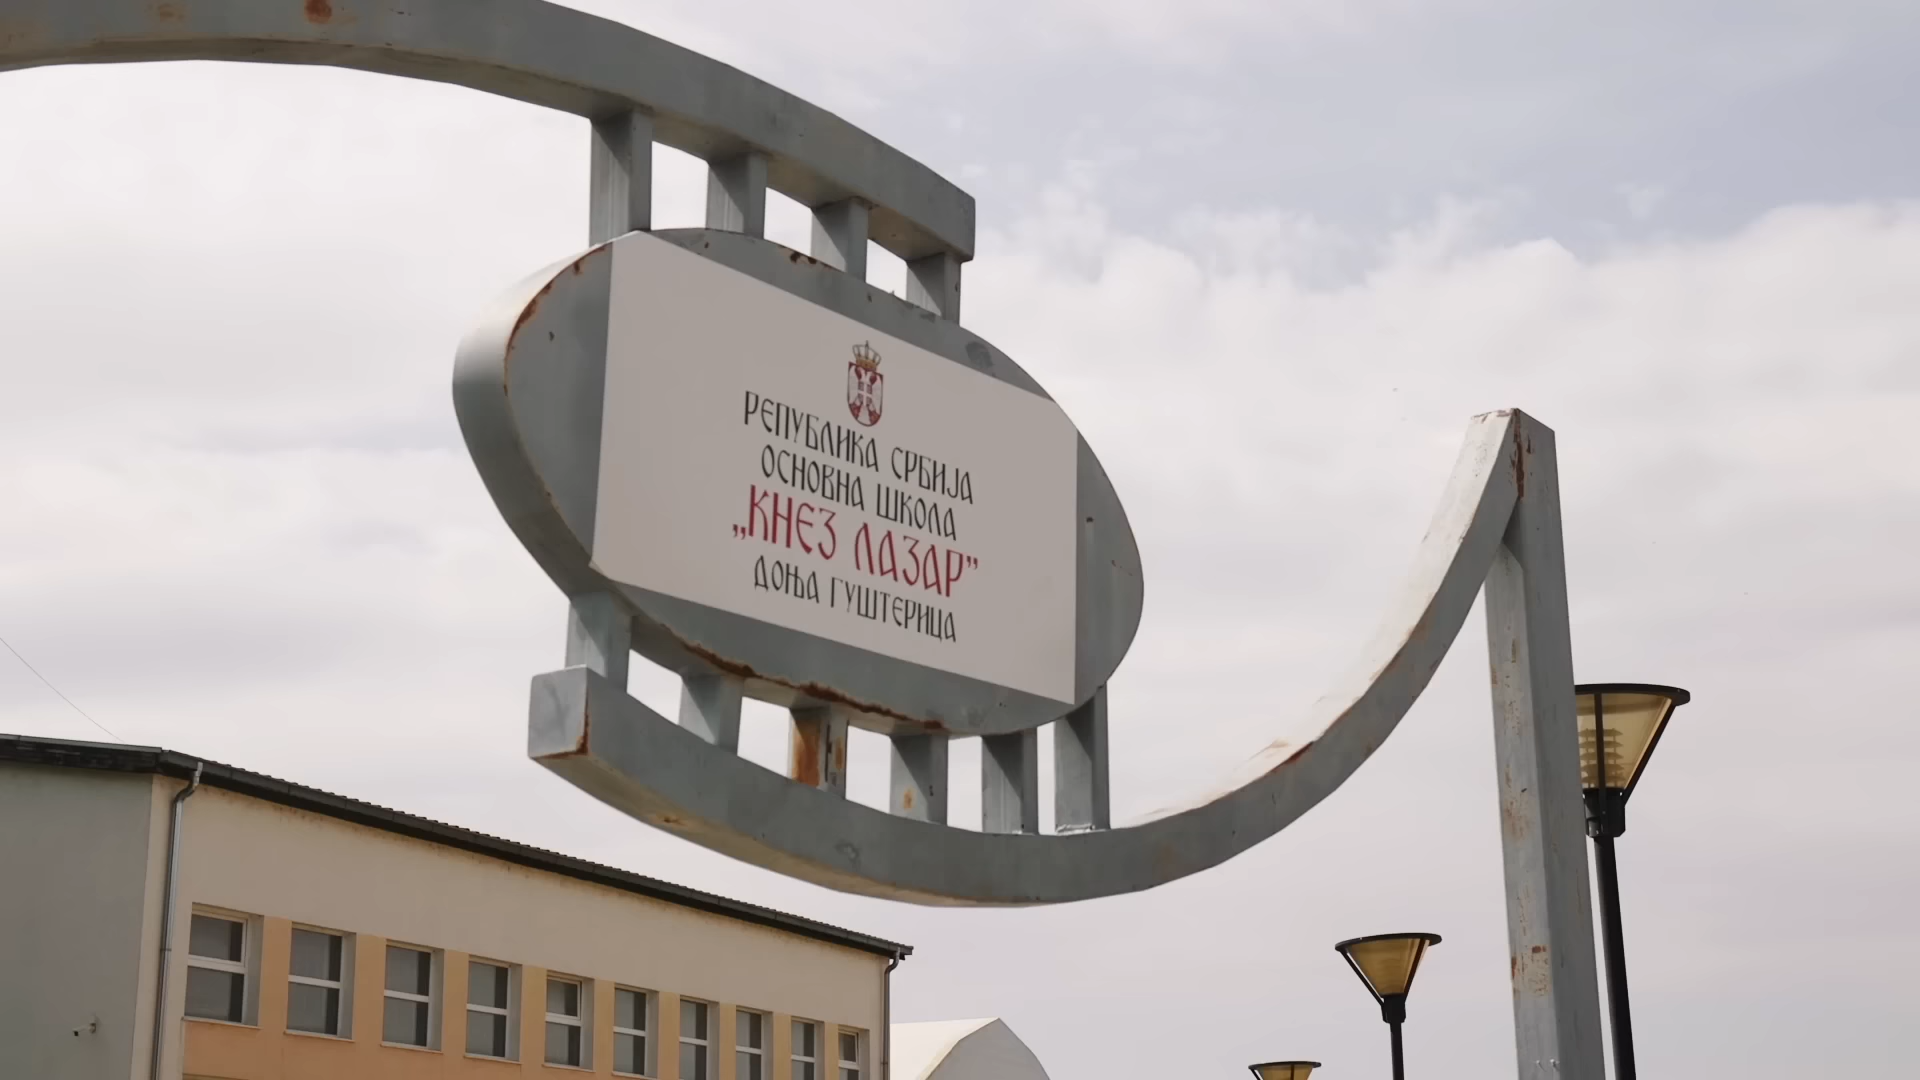 РЕПУБЛИКА СРБИЈА
ОСНОВНА ШКОЛА
„КНЕЗ ЛАЗАР”
ДОЊА ГУШТЕРИЦА